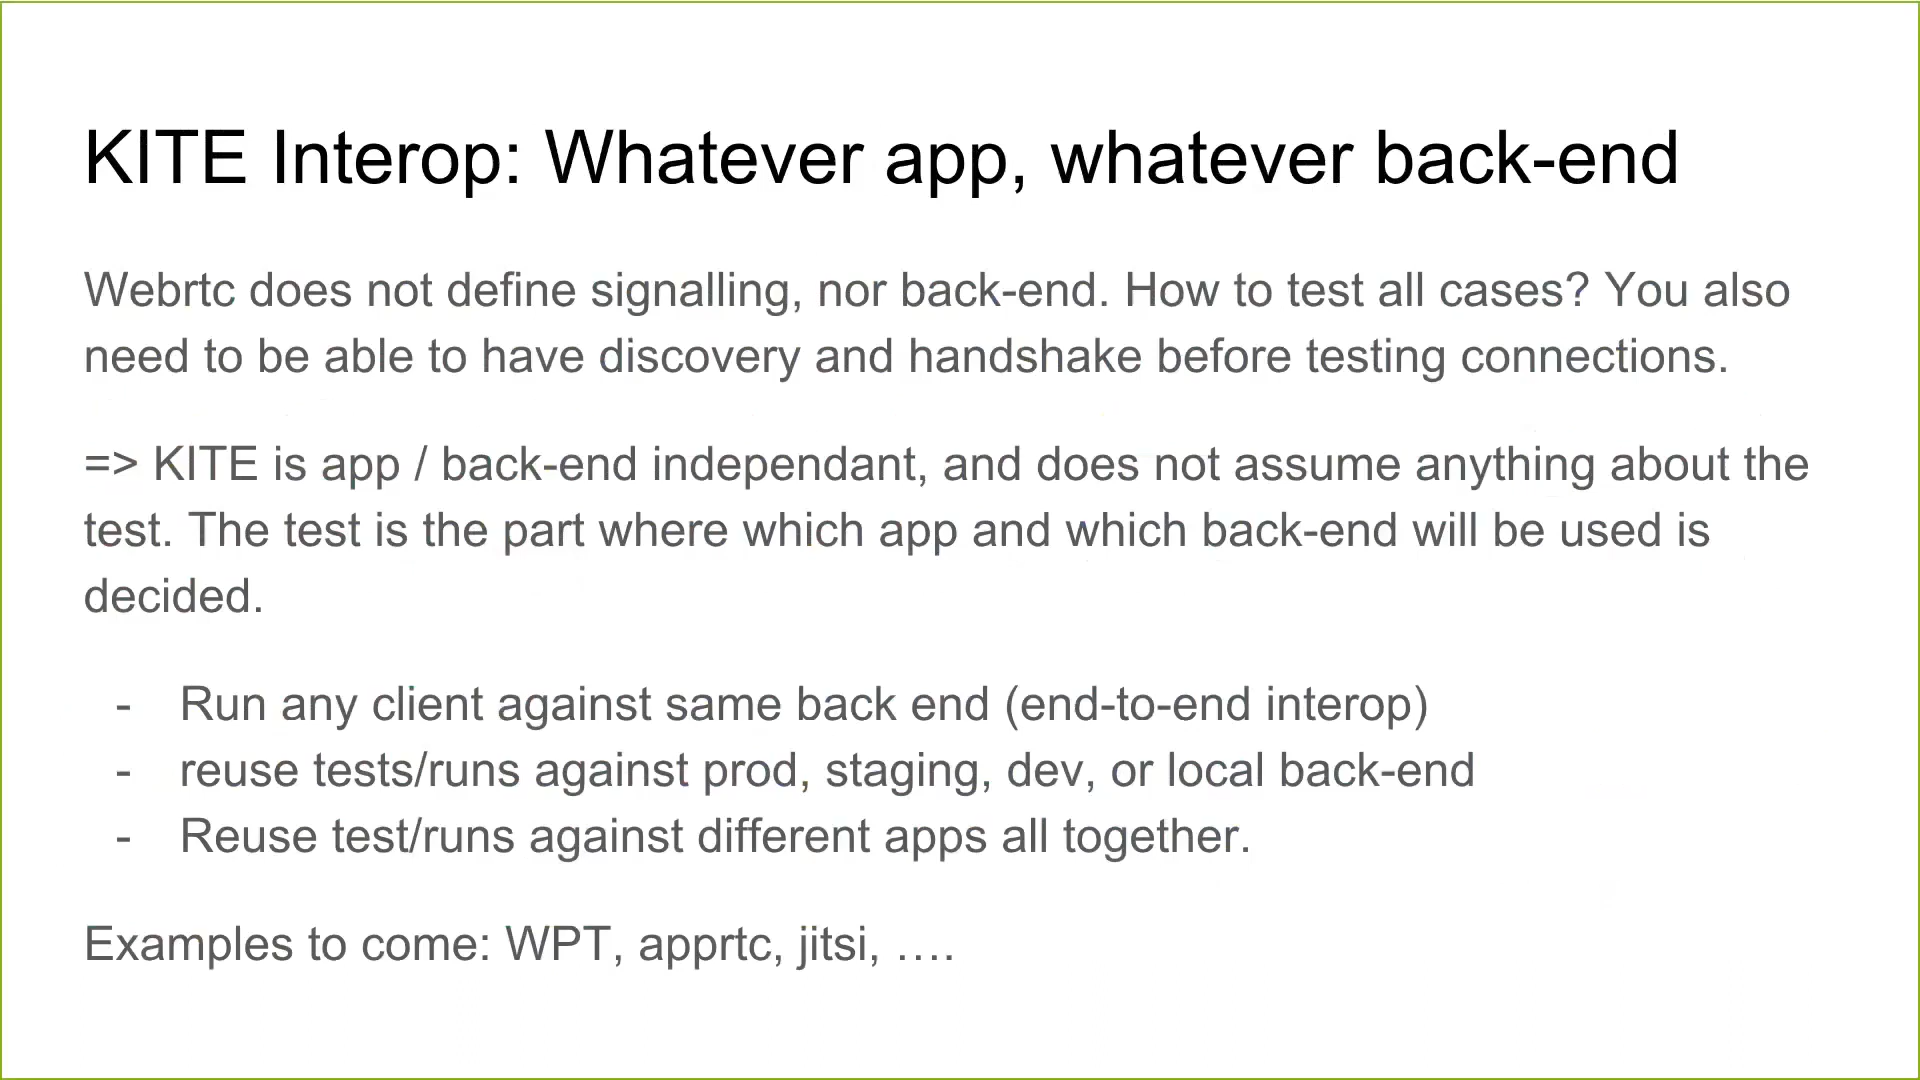 KITE Interop: Whatever app, whatever back-end
Webrtc does not define signalling, nor back-end. How to test all cases? You also
need to be able to have discovery and handshake before testing connections.
=> KITE is app / back-end independant, and does not assume anything about the
test. The test is the part where which app and which back-end will be used is
decided.
- Run any client against same back end (end-to-end interop)
- reuse tests/runs against prod, staging, dev, or local back-end
- Reuse test/runs against different apps all together.
Examples to come: WPT, apprtc, jitsi, ….